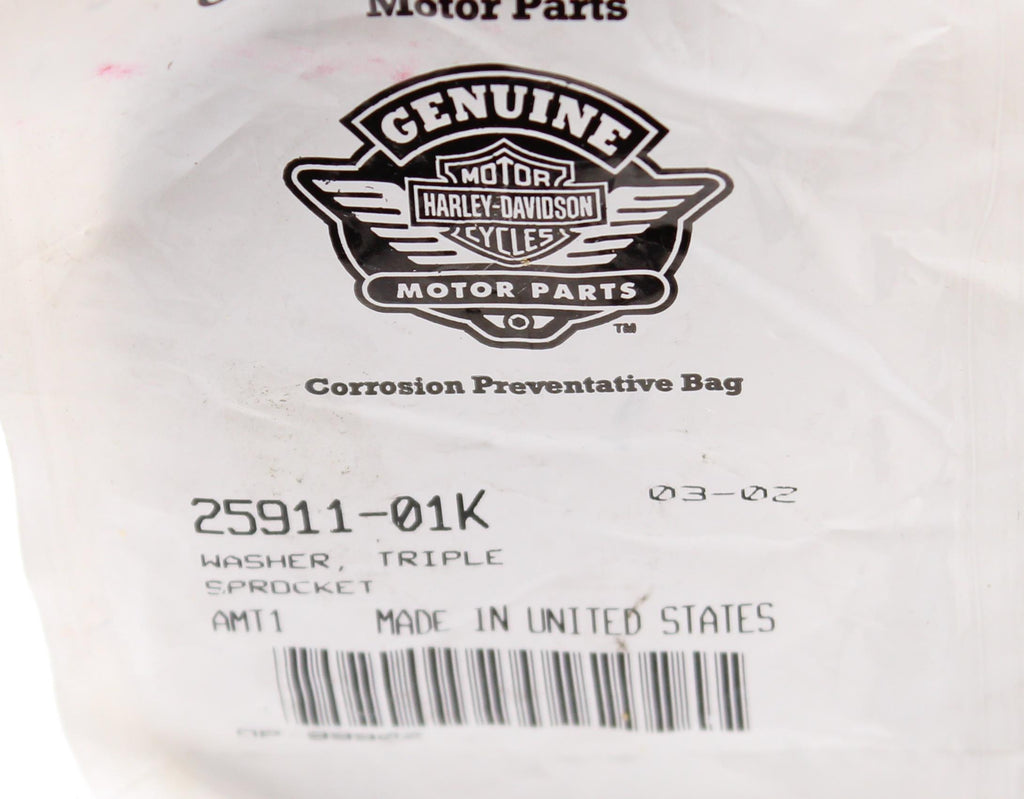 Motor Parts
GENUINE
MOTOR
HARLEY-DAVIDSON
CYCLES
MOTOR PARTS
TM
Corrosion Preventative Bag
25911-01K
03-02
WASHER, TRIPLE
SPROCKET
AMT1 MADE IN UNITED STATES